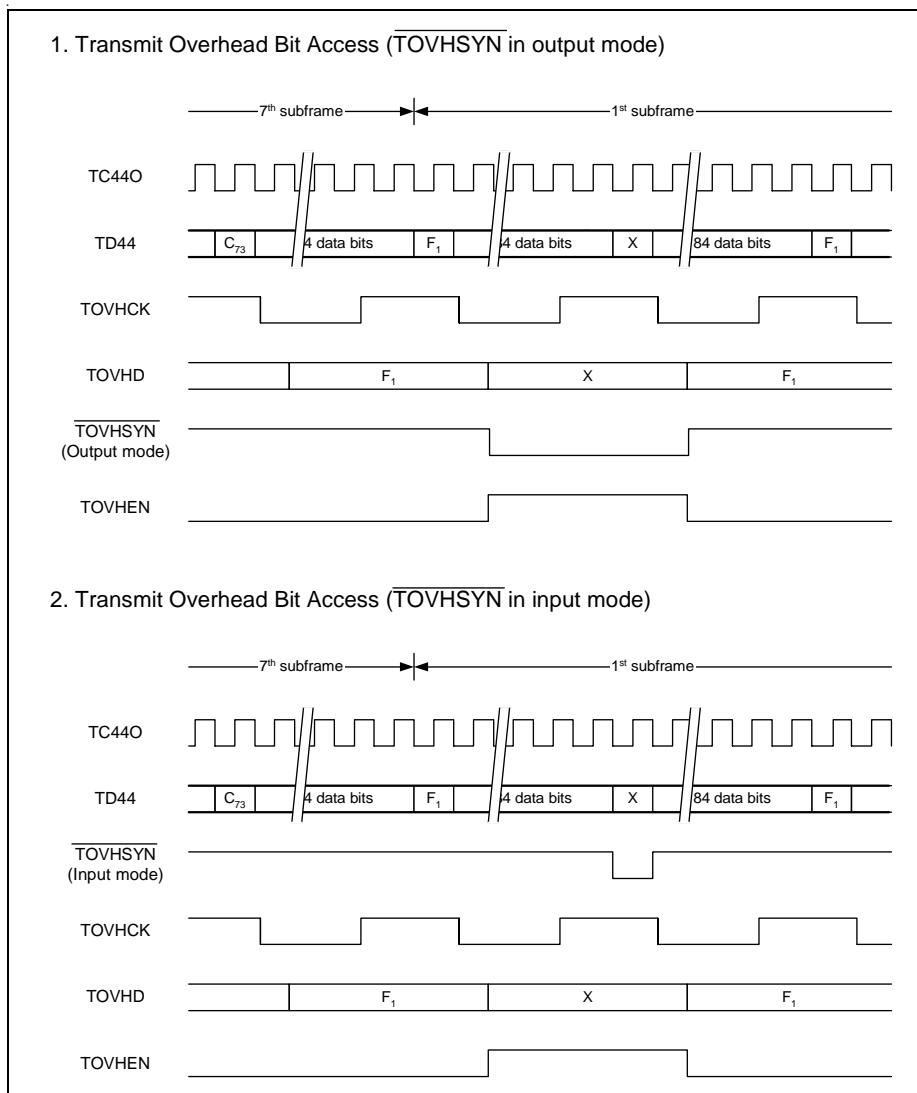 1. Transmit Overhead Bit Access (TOVHSYN in output mode)
7th subframe
1st subframe
TC44O
TD44
C73
4 data bits
F1
84 data bits
X
84 data bits
F1
TOVHCK
TOVHD
F1
X
F1
TOVHSYN
(Output mode)
TOVHEN
2. Transmit Overhead Bit Access (TOVHSYN in input mode)
7th subframe
1st subframe
TC44O
TD44
C73
4 data bits
F1
84 data bits
X
84 data bits
F1
TOVHSYN
(Input mode)
TOVHCK
TOVHD
F1
X
F1
TOVHEN